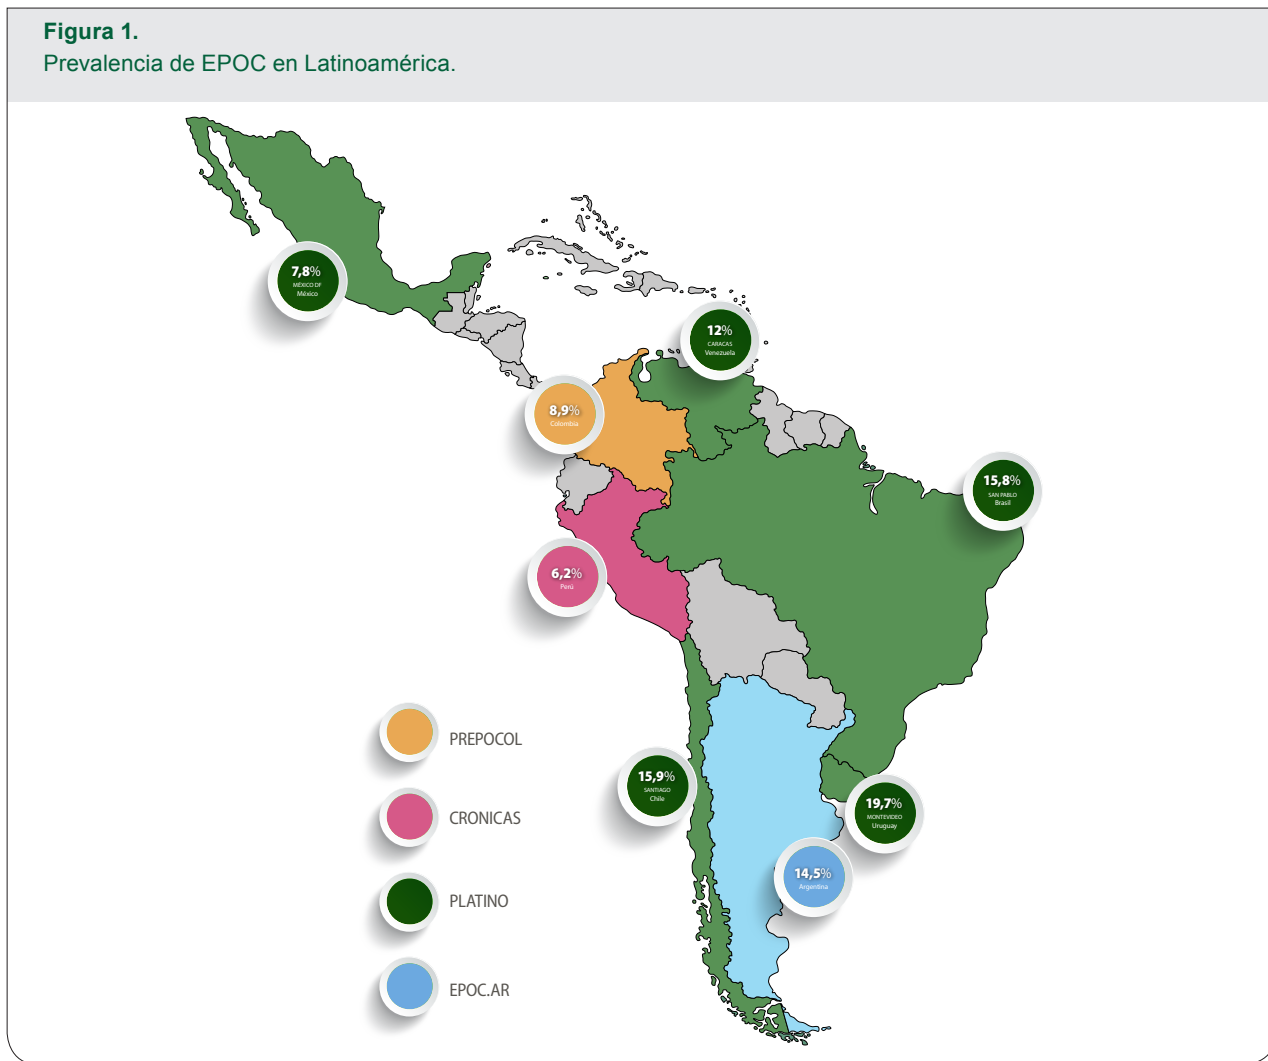 Figura 1.
Prevalencia de EPOC en Latinoamérica.
7,8%
MÉXICO DF
México
12%
CARACAS
Venezuela
8,9%
Colombia
15,8%
SAN PABLO
Brasil
6,2%
Perú
15,9%
SANTIAGO
Chile
19,7%
MONTEVIDEO
Uruguay
14,5%
Argentina
PREPOCOL
CRONICAS
PLATINO
EPOC.AR